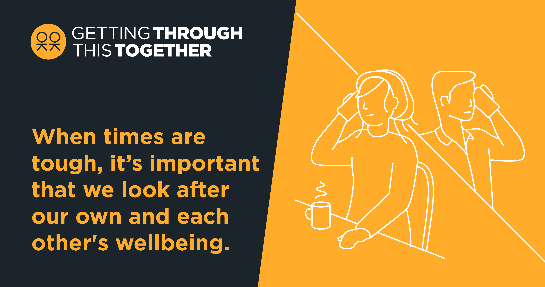 GETTING THROUGH
THIS TOGETHER
When times are
tough, it's important
that we look after
our own and each
other's wellbeing.